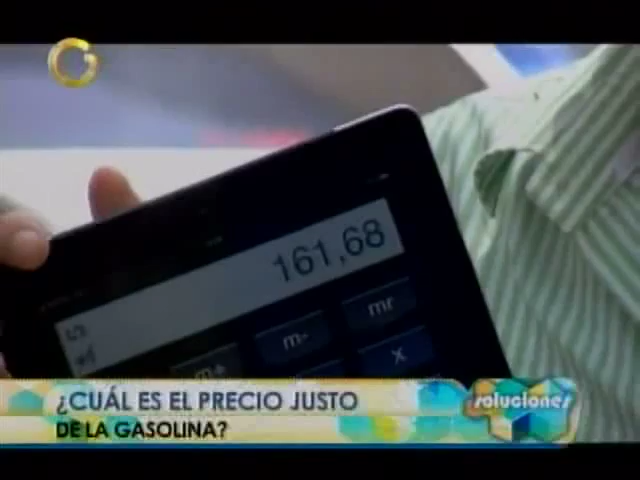 161,68
mr
m-
m+
x
¿CUÁL ES EL PRECIO JUSTO
DE LA GASOLINA?
soluciones